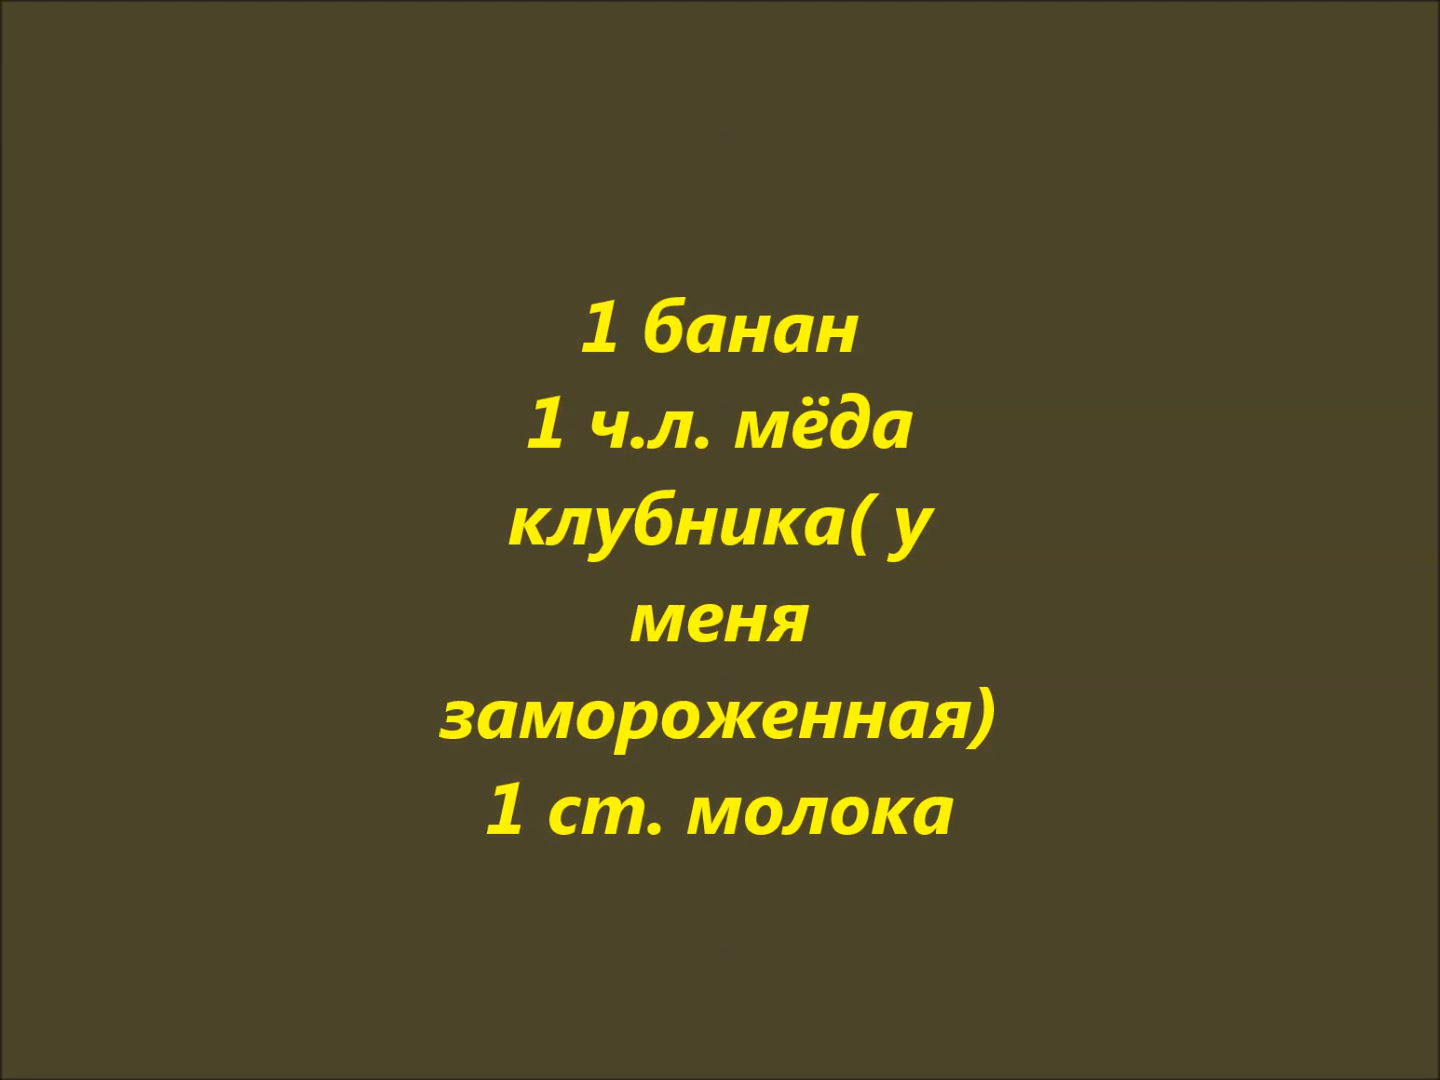 1 банан
1 ч.л. мёда
клубника( у
меня
замороженная)
1 ст. молока